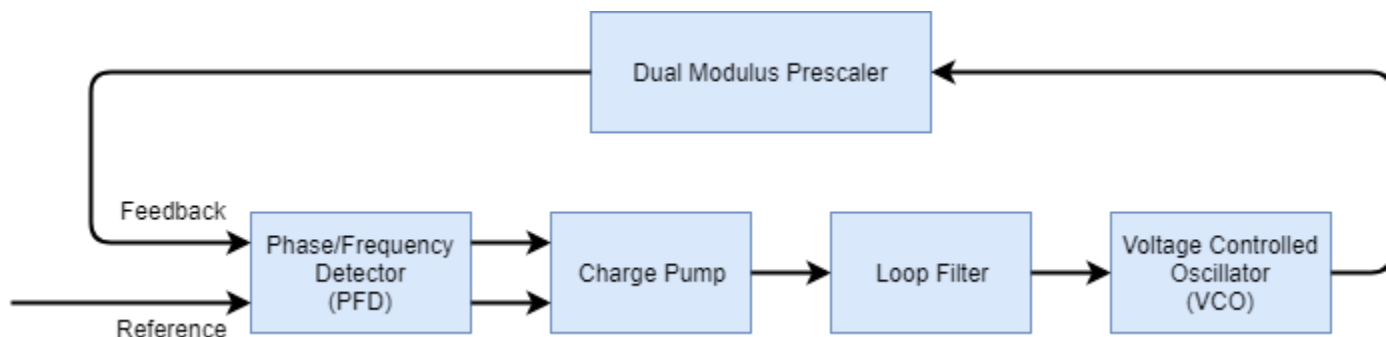 Dual Modulus Prescaler
Feedback
Phase/Frequency
Detector
(PFD)
Charge Pump
Loop Filter
Voltage Controlled
Oscillator
(VCO)
Reference